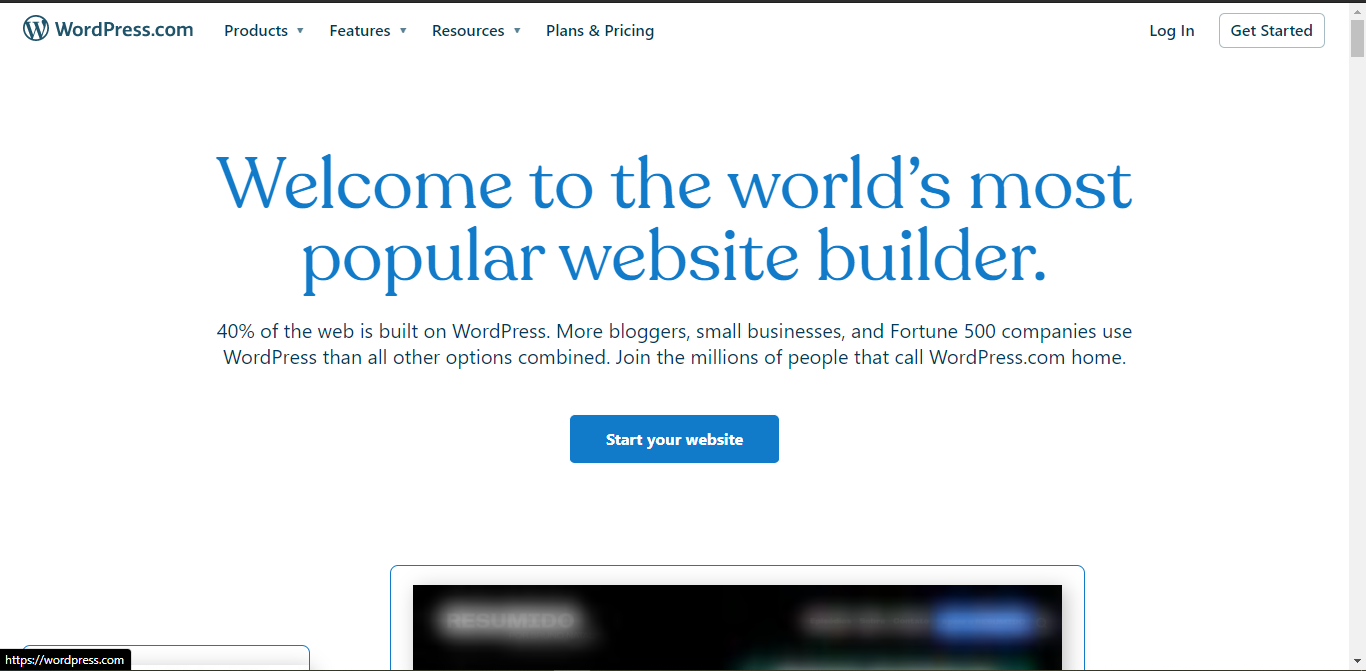 WordPress.com Products Features Resources Plans & Pricing Log In Get Started
Welcome to the world’s most
popular website builder.
40% of the web is built on WordPress. More bloggers, small businesses, and Fortune 500 companies use
WordPress than all other options combined. Join the millions of people that call WordPress.com home.
Start your website
RESUMIDO
https://wordpress.com